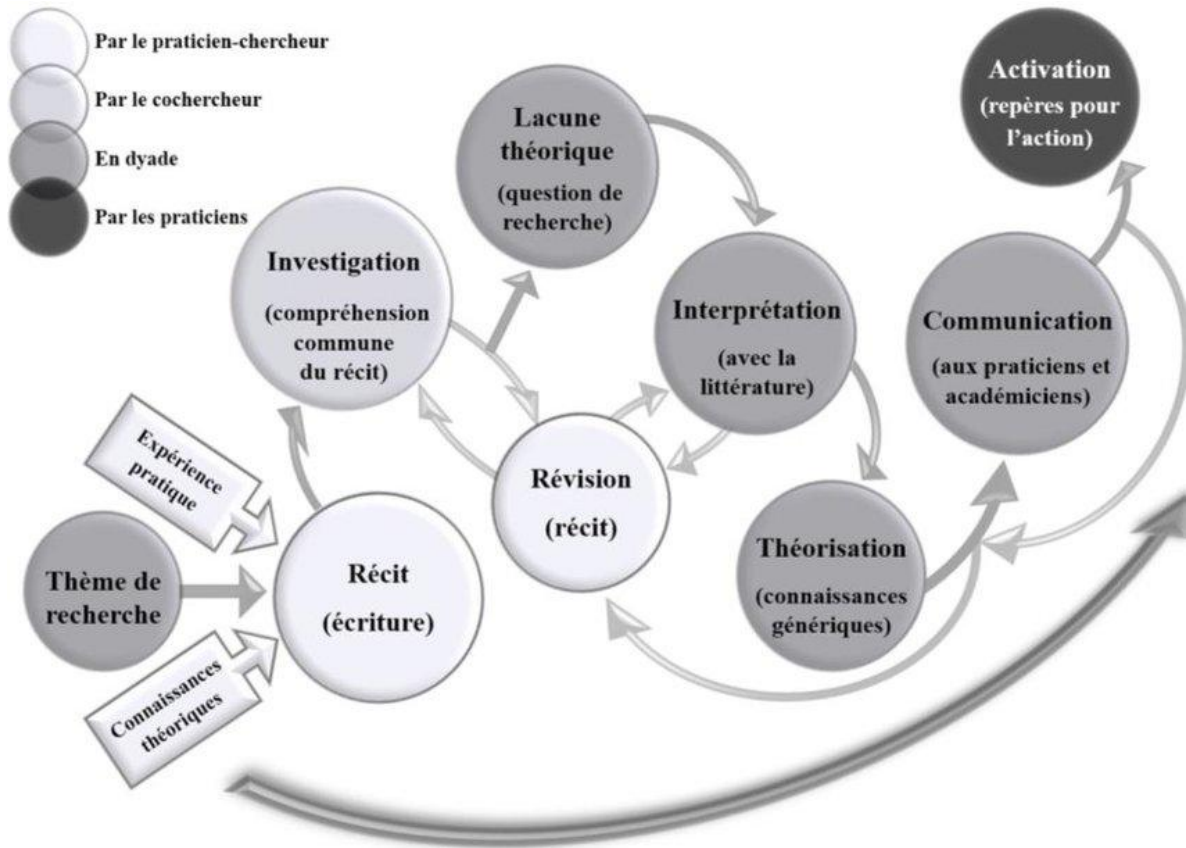 Par le praticien-chercheur
Par le cochercheur
En dyade
Par les praticiens
Activation
(repères pour
l'action)
Lacune
théorique
(question de
recherche)
Investigation
(compréhension
commune
du récit)
Interprétation
(avec la
littérature)
Communication
(aux praticiens et
académiciens)
Expérience
pratique
Révision
(récit)
Thème de
recherche
Récit
(écriture)
Théorisation
(connaissances
génériques)
Connaissances
théoriques